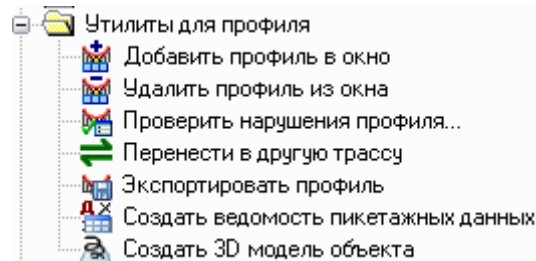 Утилиты для профиля
Добавить профиль в окно
Удалить профиль из окна
Проверить нарушения профиля...
Перенести в другую трассу
Экспортировать профиль
Создать ведомость пикетажных данных
Создать 3D модель объекта